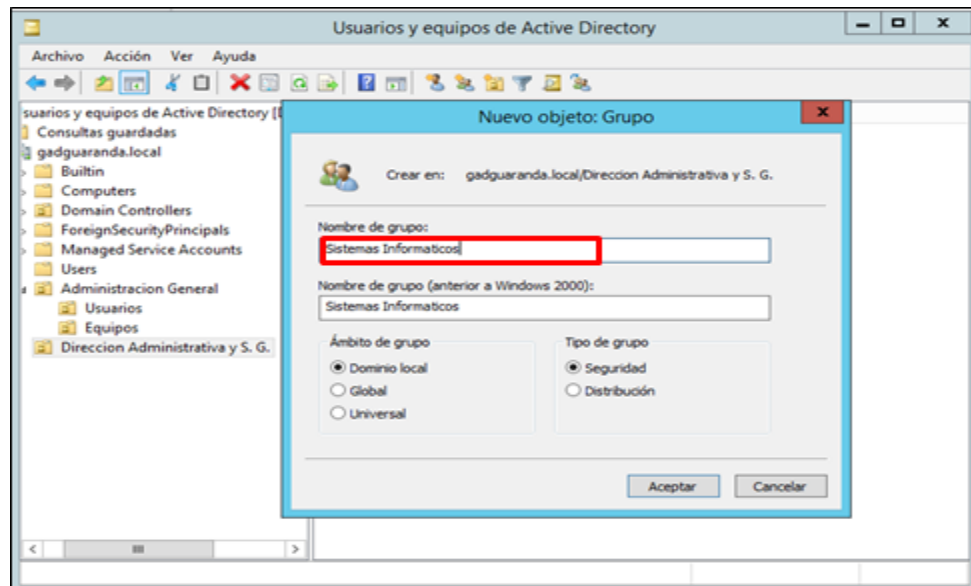 Usuarios y equipos de Active Directory
Archivo Acción Ver Ayuda
suarios y equipos de Active Directory [
Consultas guardadas
gadguaranda.local
Builtin
Computers
Domain Controllers
ForeignSecurityPrincipals
Managed Service Accounts
Users
Administracion General
Usuarios
Equipos
Direccion Administrativa y S. G.
Nuevo objeto: Grupo
Crear en: gadguaranda.local/Direccion Administrativa y S. G.
Nombre de grupo:
Sistemas Informaticos
Nombre de grupo (anterior a Windows 2000):
Sistemas Informaticos
Ámbito de grupo
Dominio local
Global
Universal
Tipo de grupo
Seguridad
Distribución
Aceptar
Cancelar